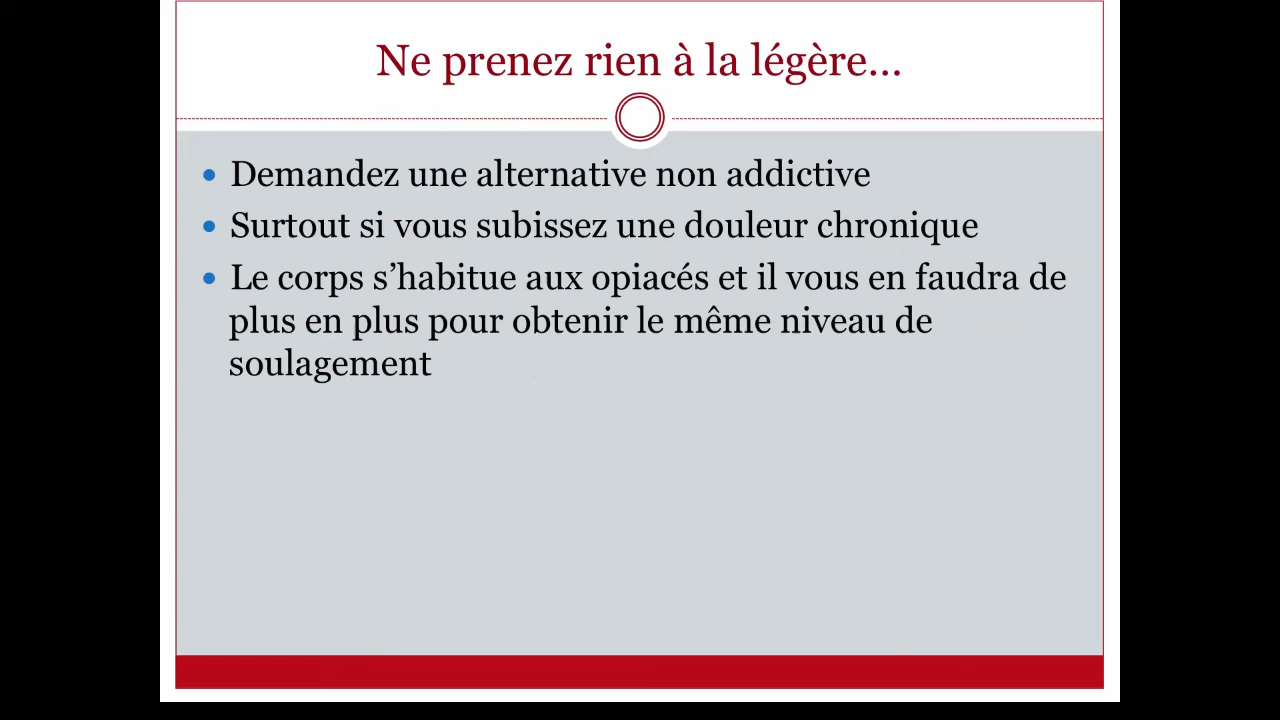 Ne prenez rien à la légère...
Demandez une alternative non addictive
Surtout si vous subissez une douleur chronique
Le corps s’habitue aux opiacés et il vous en faudra de
plus en plus pour obtenir le même niveau de
soulagement